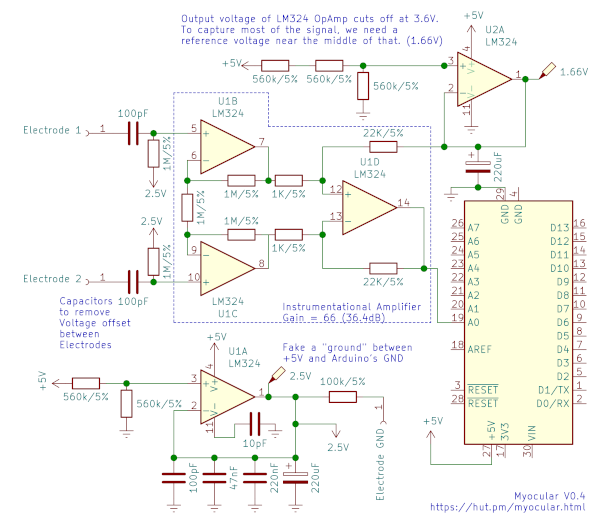 Output voltage of LM324 OpAmp cuts off at 3.6V.
To capture most of the signal, we need a
reference voltage near the middle of that. (1.66V)
+5V
U2A
LM324
+5V
560k/5%
560k/5%
560k/5%
3
2
4
V+
V-
11
1
1.66V
U1B
LM324
100pF
Electrode 1
1
5
6
7
1M/5%
2.5V
1M/5%
1K/5%
1M/5%
22K/5%
U1D
LM324
12
13
14
220uF
2.5V
1M/5%
1M/5%
1K/5%
9
10
8
Electrode 2
1
100pF
LM324
U1C
22K/5%
Capacitors
to remove
Voltage offset
between
Electrodes
Instrumentational Amplifier
Gain = 66 (36.4dB)
29
4
GND
GND
26
A7
D13
16
25
A6
D12
15
24
A5
D11
14
23
A4
D10
13
22
A3
D9
12
21
A2
D8
11
20
A1
D7
10
19
A0
D6
9
D5
8
18
AREF
D4
7
D3
6
D2
5
3
RESET
D1/TX
1
28
RESET
D0/RX
2
+5V
3V3
VIN
27
17
30
+5V
+5V
U1A
LM324
Fake a "ground" between
+5V and Arduino's GND
+5V
560k/5%
560k/5%
3
2
4
V+
V-
11
1
2.5V
100k/5%
10pF
2.5V
1
Electrode GND
100pF
47nF
220nF
220uF
Myocular V0.4
https://hut.pm/myocular.html